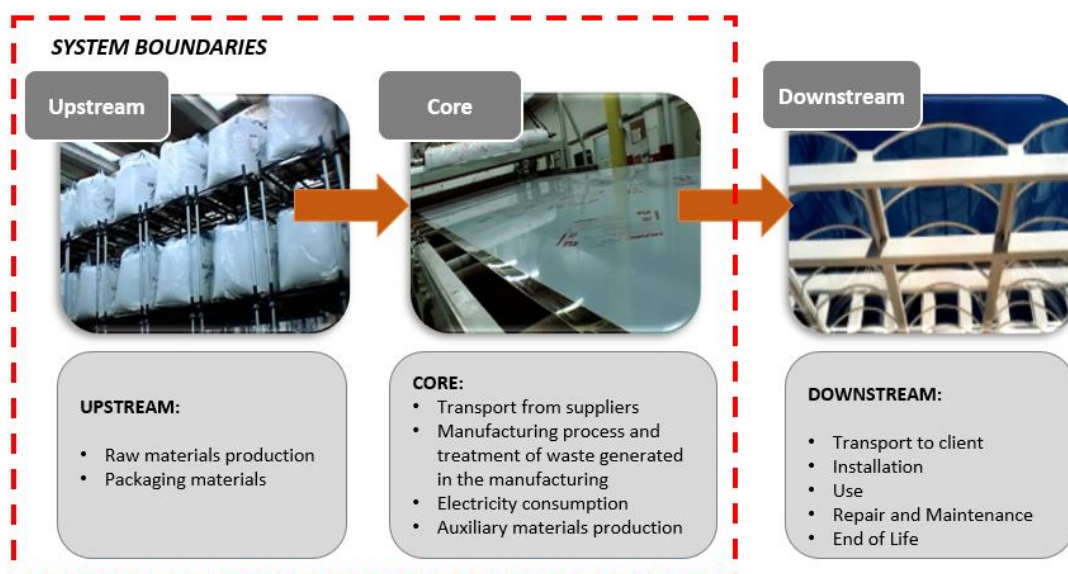 SYSTEM BOUNDARIES
Upstream
Core
Downstream
UPSTREAM:
• Raw materials production
• Packaging materials
CORE:
• Transport from suppliers
• Manufacturing process and
treatment of waste generated
in the manufacturing
• Electricity consumption
• Auxiliary materials production
DOWNSTREAM:
• Transport to client
• Installation
• Use
• Repair and Maintenance
• End of Life